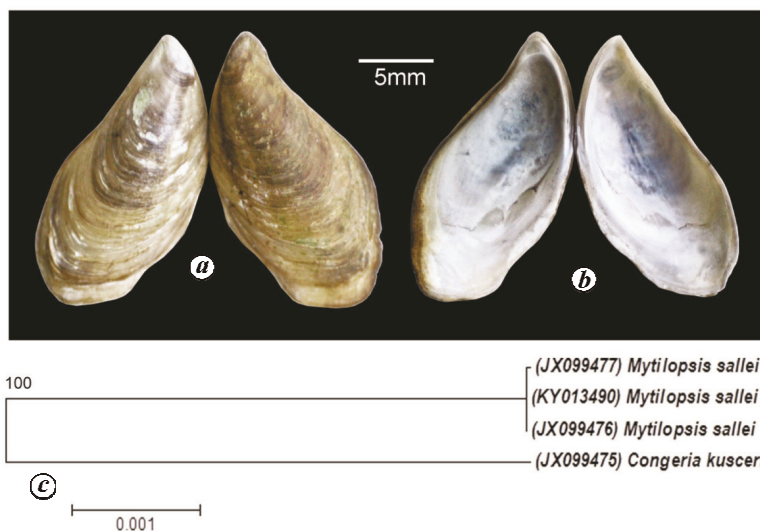 5mm
a
b
100
(JX099477) Mytilopsis sallei
(KY013490) Mytilopsis sallei
(JX099476) Mytilopsis sallei
(JX099475) Congeria
c
0.001